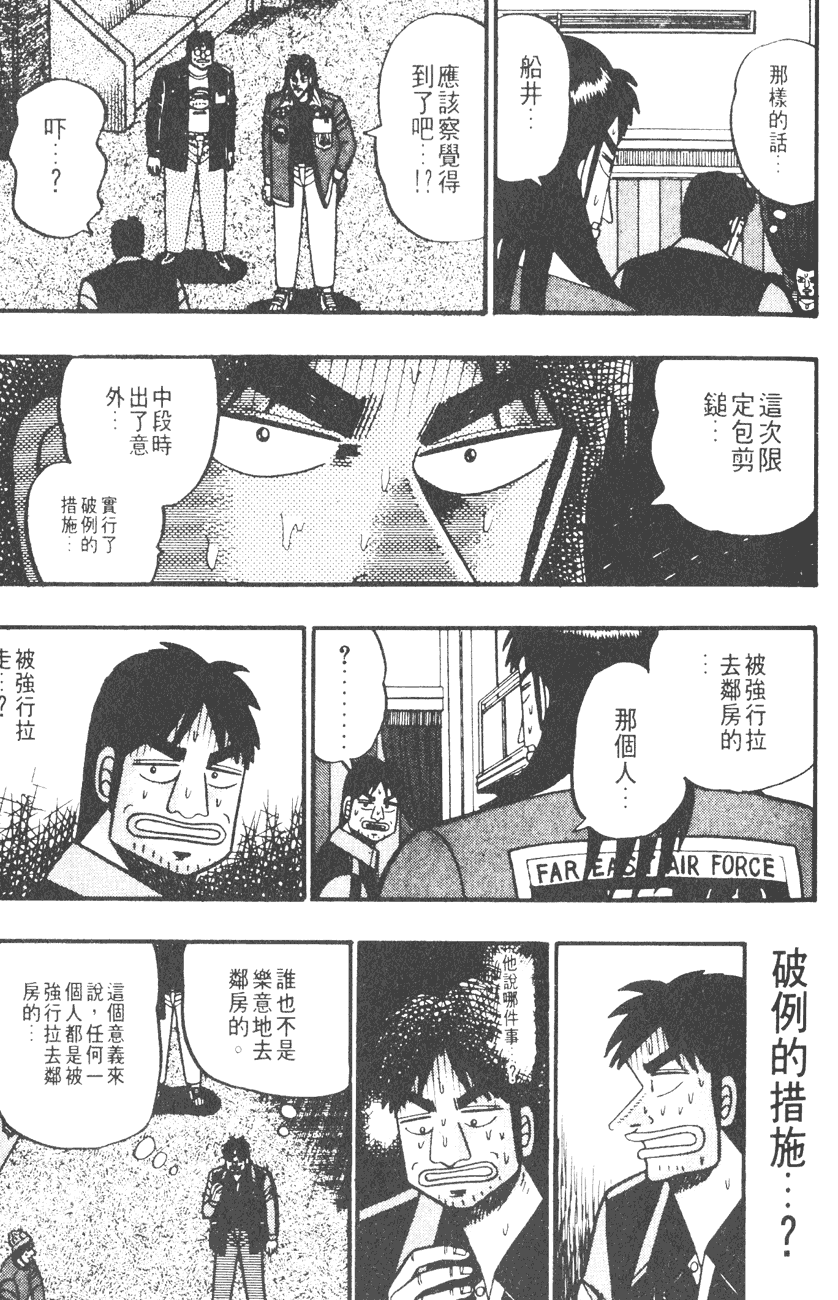 那樣的話…
船井…
應該察覺得
到了吧…!?
吓…?
這次限
定包剪
鎚…
中段時
出了意
外…
實行了
破例的
措施…
被強行拉
去鄰房的
…
那個人…
?………
FAR EAST AIR FORCE
被強行拉
走…?
破例的措施…?
他說哪件事…?
誰也不是
樂意地去
鄰房的。
這個意義來
說,任何一
個人都是被
強行拉去鄰
房的…